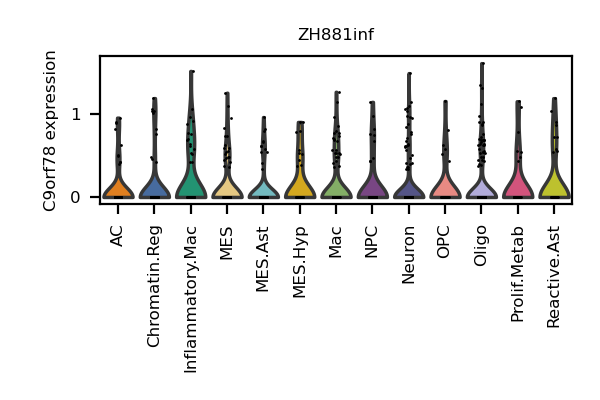 ZH881inf
C9orf78 expression
1
0
AC
Chromatin.Reg
Inflammatory.Mac
MES
MES.Ast
MES.Hyp
Mac
NPC
Neuron
OPC
Oligo
Prolif.Metab
Reactive.Ast